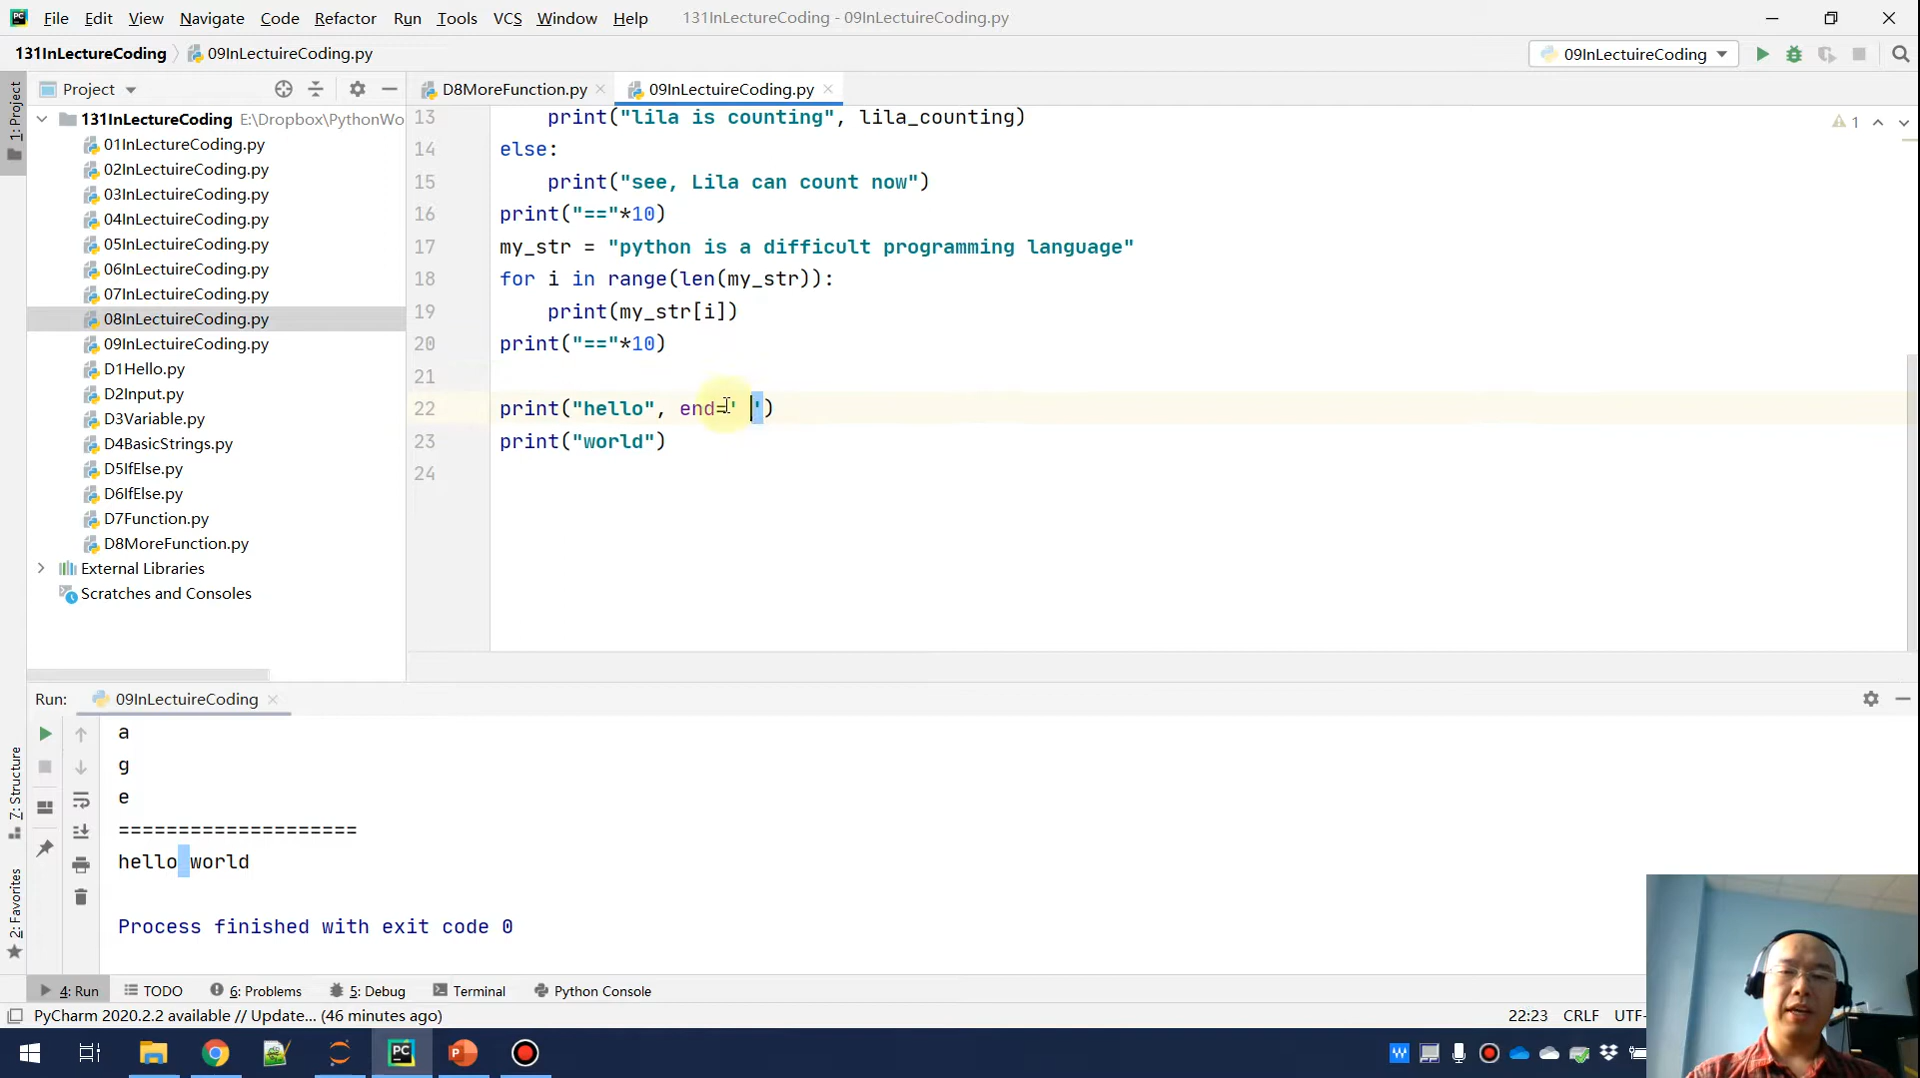 File Edit View Navigate Code Refactor Run Tools VCS Window Help 131InLectureCoding - 09InLectuireCoding.py
131InLectureCoding 09InLectuireCoding.py 09InLectuireCoding
1: Project
Project
D8MoreFunction.py 09InLectuireCoding.py
131InLectureCoding E:\Dropbox\PythonWo
01InLectureCoding.py
02InLectuireCoding.py
03InLectuireCoding.py
04InLectuireCoding.py
05InLectuireCoding.py
06InLectuireCoding.py
07InLectuireCoding.py
08InLectuireCoding.py
09InLectuireCoding.py
D1Hello.py
D2Input.py
D3Variable.py
D4BasicStrings.py
D5IfElse.py
D6IfElse.py
D7Function.py
D8MoreFunction.py
External Libraries
Scratches and Consoles
13 print("lila is counting", lila_counting)
1
14 else:
15 print("see, Lila can count now")
16 print("=="*10)
17 my_str = "python is a difficult programming language"
18 for i in range(len(my_str)):
19 print(my_str[i])
20 print("=="*10)
21
22 print("hello", end=' ')
23 print("world")
24
Run: 09InLectuireCoding
7: Structure
2: Favorites
a
g
e
====================
hello world
Process finished with exit code 0
4: Run TODO 6: Problems 5: Debug Terminal Python Console
PyCharm 2020.2.2 available // Update... (46 minutes ago) 22:23 CRLF UTF-